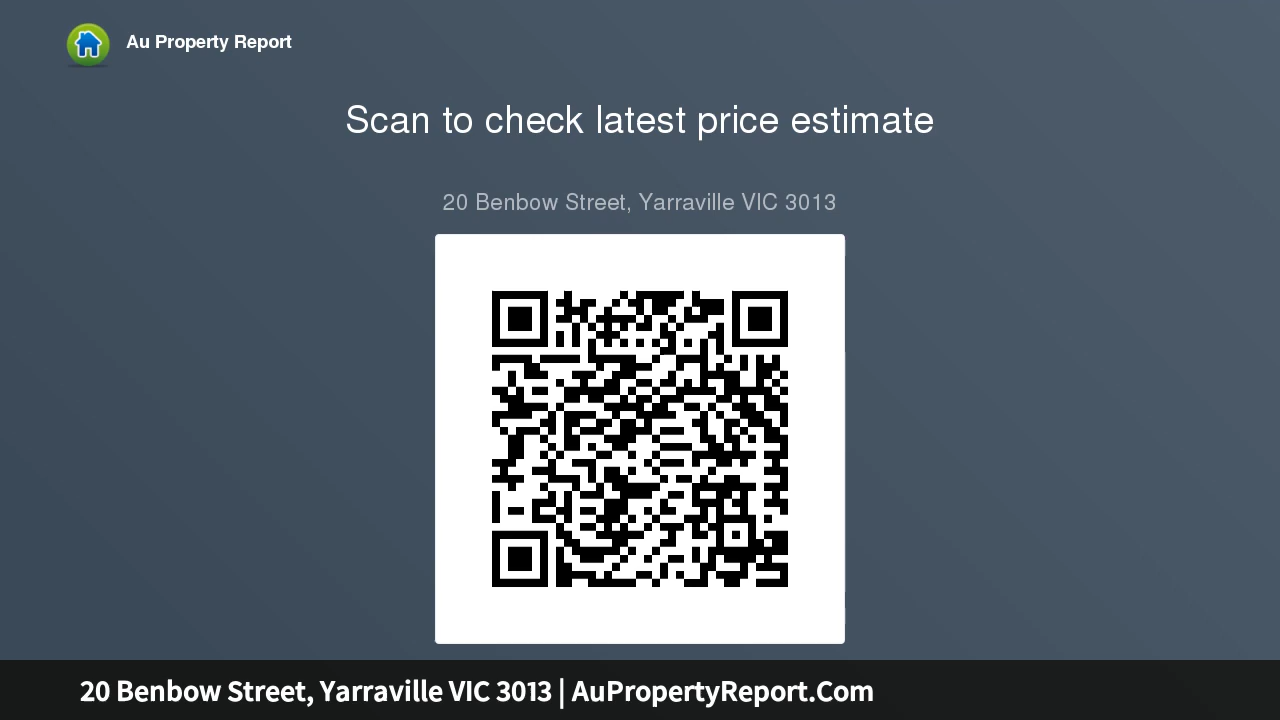 Au Property Report
Scan to check latest price estimate
20 Benbow Street, Yarraville VIC 3013
20 Benbow Street, Yarraville VIC 3013 | AuPropertyReport.Com